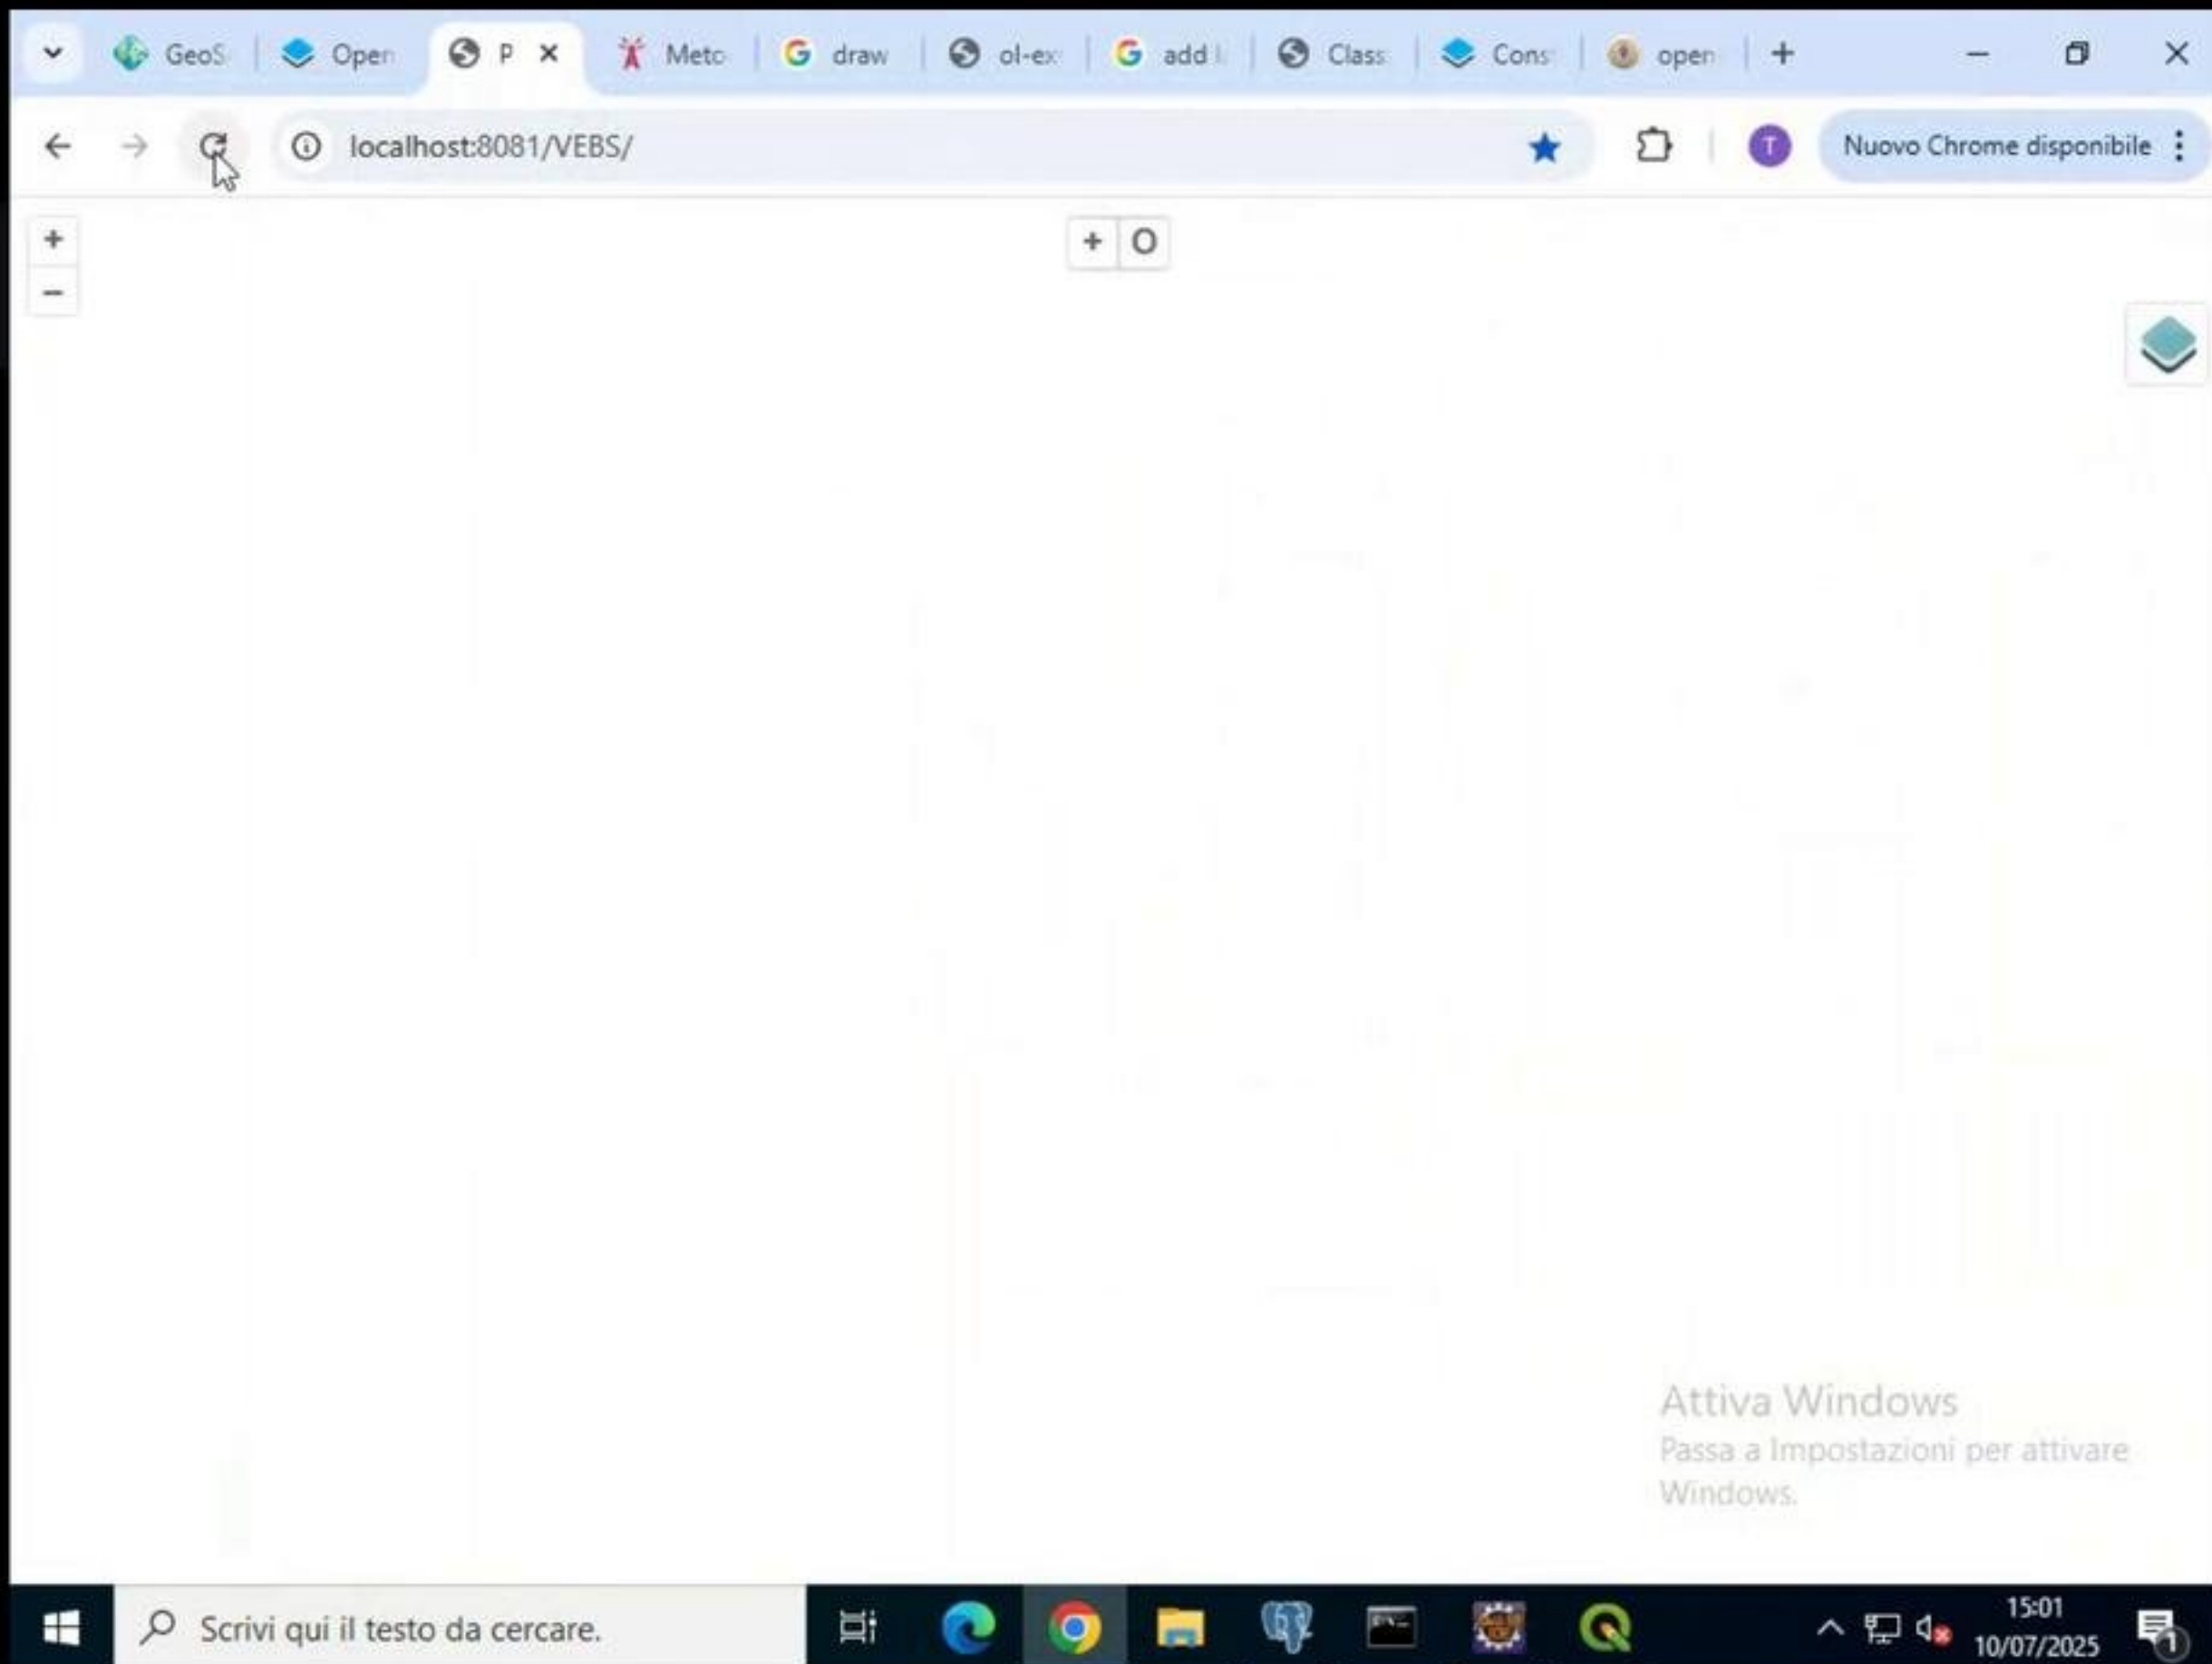 GeoS
Open
P
Meto
draw
ol-ex
add l
Class
Cons
open
localhost:8081/VEBS/
T
Nuovo Chrome disponibile
+
−
+ O
Attiva Windows
Passa a Impostazioni per attivare
Windows.
Scrivi qui il testo da cercare.
15:01
10/07/2025
1